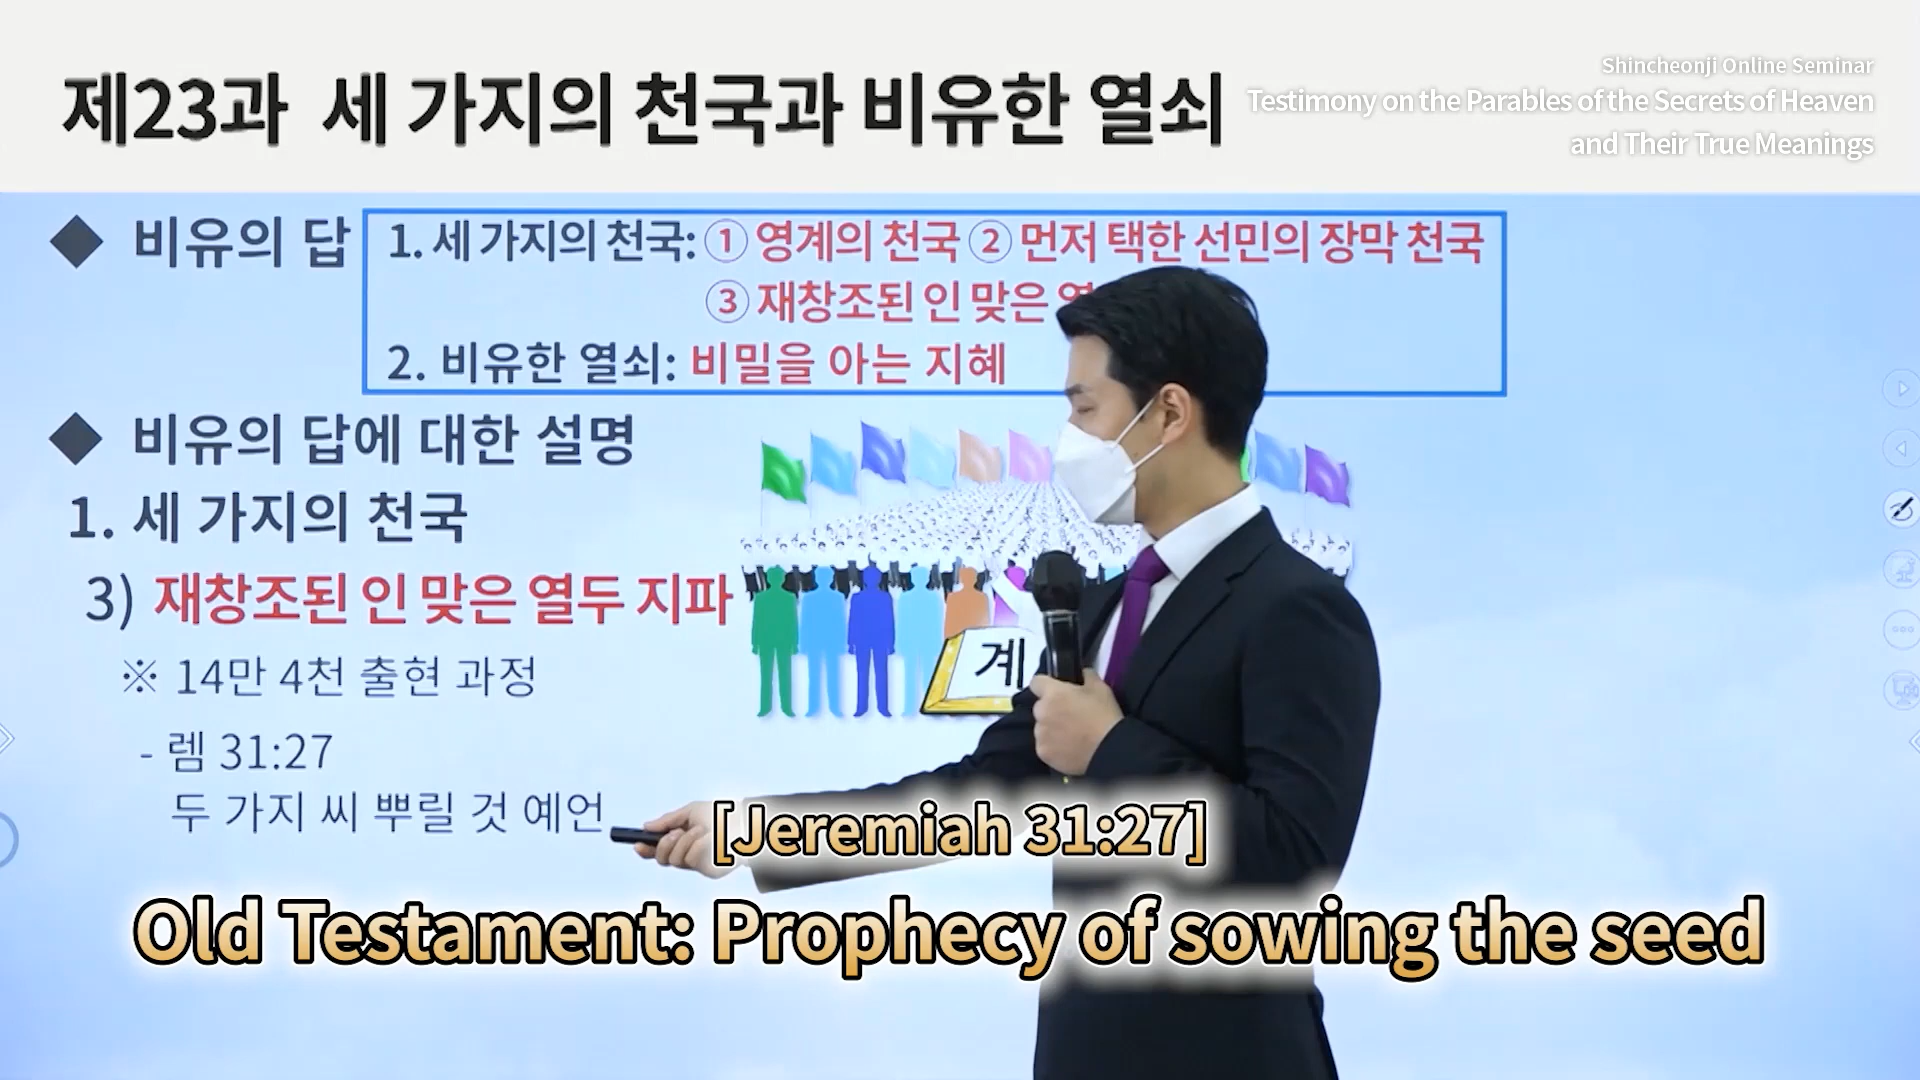 제23과 세 가지의 천국과 비유한 열쇠
Shincheonji Online Seminar
Testimony on the Parables of the Secrets of Heaven
and Their True Meanings
◆ 비유의 답
1. 세 가지의 천국: ① 영계의 천국 ② 먼저 택한 선민의 장막 천국
③ 재창조된 인 맞은
2. 비유한 열쇠: 비밀을 아는 지혜
◆ 비유의 답에 대한 설명
1. 세 가지의 천국
3) 재창조된 인 맞은 열두 지파
※ 14만 4천 출현 과정
계
- 렘 31:27
두 가지 씨 뿌릴 것 예언
[Jeremiah 31:27]
Old Testament: Prophecy of sowing the seed